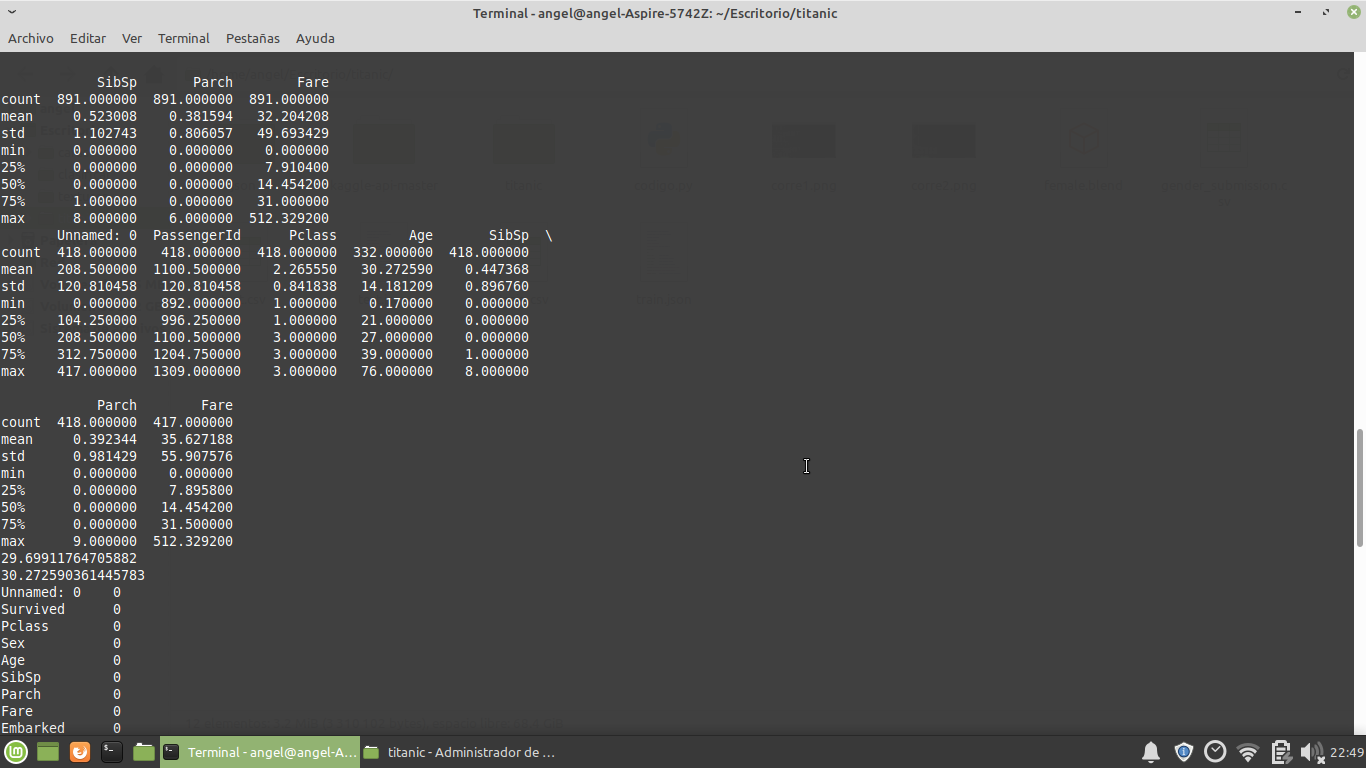 Terminal - angel@angel-Aspire-5742Z: ~/Escritorio/titanic
Archivo Editar Ver Terminal Pestañas Ayuda
SibSp Parch Fare
count 891.000000 891.000000 891.000000
mean 0.523008 0.381594 32.204208
std 1.102743 0.806057 49.693429
min 0.000000 0.000000 0.000000
25% 0.000000 0.000000 7.910400
50% 0.000000 0.000000 14.454200
75% 1.000000 0.000000 31.000000
max 8.000000 6.000000 512.329200
Unnamed: 0 PassengerId Pclass Age SibSp \
count 418.000000 418.000000 418.000000 332.000000 418.000000
mean 208.500000 1100.500000 2.265550 30.272590 0.447368
std 120.810458 120.810458 0.841838 14.181209 0.896760
min 0.000000 892.000000 1.000000 0.170000 0.000000
25% 104.250000 996.250000 1.000000 21.000000 0.000000
50% 208.500000 1100.500000 3.000000 27.000000 0.000000
75% 312.750000 1204.750000 3.000000 39.000000 1.000000
max 417.000000 1309.000000 3.000000 76.000000 8.000000
Parch Fare
count 418.000000 417.000000
mean 0.392344 35.627188
std 0.981429 55.907576
min 0.000000 0.000000
25% 0.000000 7.895800
50% 0.000000 14.454200
75% 0.000000 31.500000
max 9.000000 512.329200
29.69911764705882
30.272590361445783
Unnamed: 0 0
Survived 0
Pclass 0
Sex 0
Age 0
SibSp 0
Parch 0
Fare 0
Embarked 0
Terminal - angel@angel-A... titanic - Administrador de ... 22:49